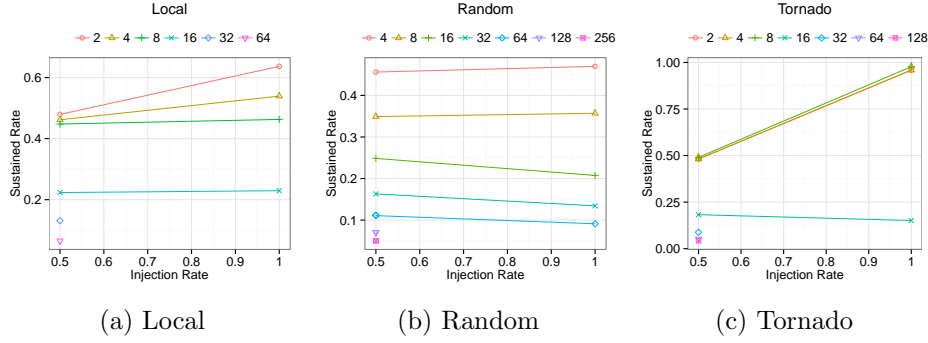 Local
2 4 8 16 32 64
Sustained Rate
0.6
0.4
0.2
0.5 0.6 0.7 0.8 0.9 1
Injection Rate
(a) Local
Random
4 8 16 32 64 128 256
Sustained Rate
0.4
0.3
0.2
0.1
0.5 0.6 0.7 0.8 0.9 1
Injection Rate
(b) Random
Tornado
2 4 8 16 32 64 128
Sustained Rate
1.00
0.75
0.50
0.25
0.00
0.5 0.6 0.7 0.8 0.9 1
Injection Rate
(c) Tornado